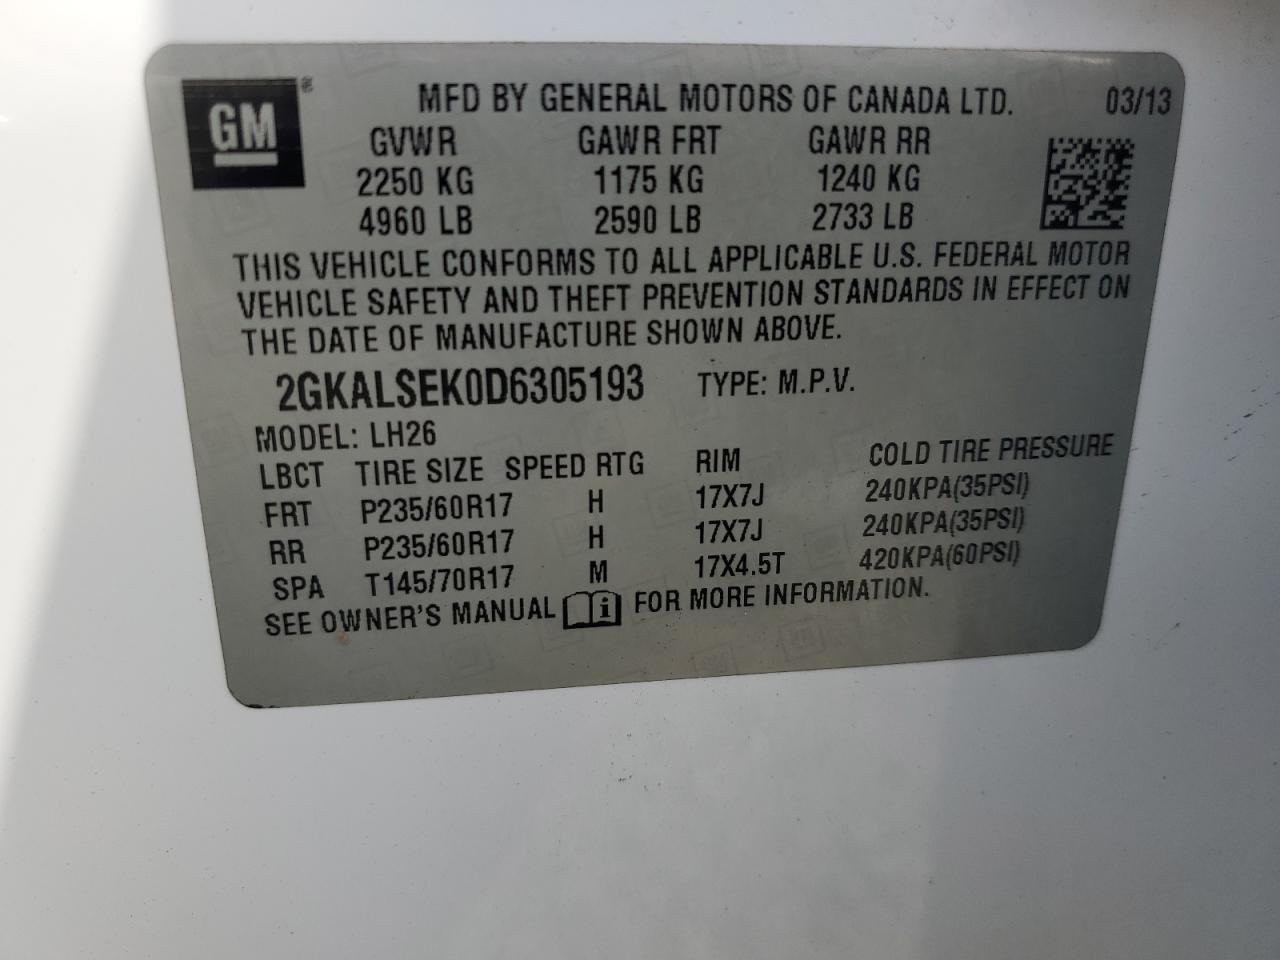 GM
MFD BY GENERAL MOTORS OF CANADA LTD. 03/13
GVWR GAWR FRT GAWR RR
2250 KG 1175 KG 1240 KG
4960 LB 2590 LB 2733 LB
THIS VEHICLE CONFORMS TO ALL APPLICABLE U.S. FEDERAL MOTOR
VEHICLE SAFETY AND THEFT PREVENTION STANDARDS IN EFFECT ON
THE DATE OF MANUFACTURE SHOWN ABOVE.
2GKALSEK0D6305193 TYPE: M.P.V.
MODEL: LH26
LBCT TIRE SIZE SPEED RTG RIM COLD TIRE PRESSURE
FRT P235/60R17 H 17X7J 240KPA(35PSI)
RR P235/60R17 H 17X7J 240KPA(35PSI)
SPA T145/70R17 M 17X4.5T 420KPA(60PSI)
SEE OWNER'S MANUAL FOR MORE INFORMATION.